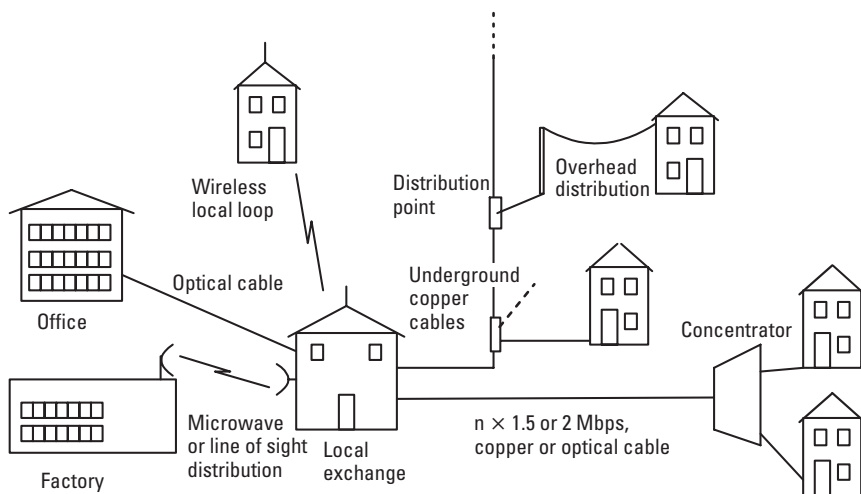 Wireless
local loop
Distribution
point
Overhead
distribution
Optical cable
Underground
copper
cables
Office
Concentrator
Microwave
or line of sight
distribution
Local
exchange
n × 1.5 or 2 Mbps,
copper or optical cable
Factory